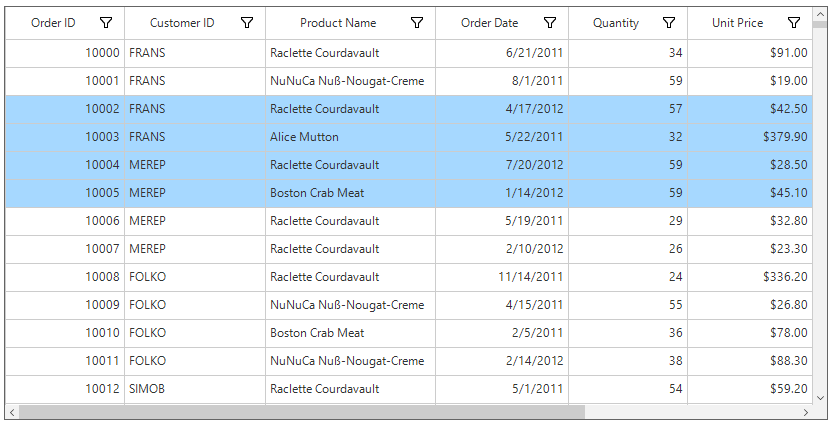 Order ID Customer ID Product Name Order Date Quantity Unit Price
10000 FRANS Raclette Courdavault 6/21/2011 34 $91.00
10001 FRANS NuNuCa Nuß-Nougat-Creme 8/1/2011 59 $19.00
10002 FRANS Raclette Courdavault 4/17/2012 57 $42.50
10003 FRANS Alice Mutton 5/22/2011 32 $379.90
10004 MEREP Raclette Courdavault 7/20/2012 59 $28.50
10005 MEREP Boston Crab Meat 1/14/2012 59 $45.10
10006 MEREP Raclette Courdavault 5/19/2011 29 $32.80
10007 MEREP Raclette Courdavault 2/10/2012 26 $23.30
10008 FOLKO Raclette Courdavault 11/14/2011 24 $336.20
10009 FOLKO NuNuCa Nuß-Nougat-Creme 4/15/2011 55 $26.80
10010 FOLKO Boston Crab Meat 2/5/2011 36 $78.00
10011 FOLKO NuNuCa Nuß-Nougat-Creme 2/14/2012 38 $88.30
10012 SIMOB Raclette Courdavault 5/1/2011 54 $59.20